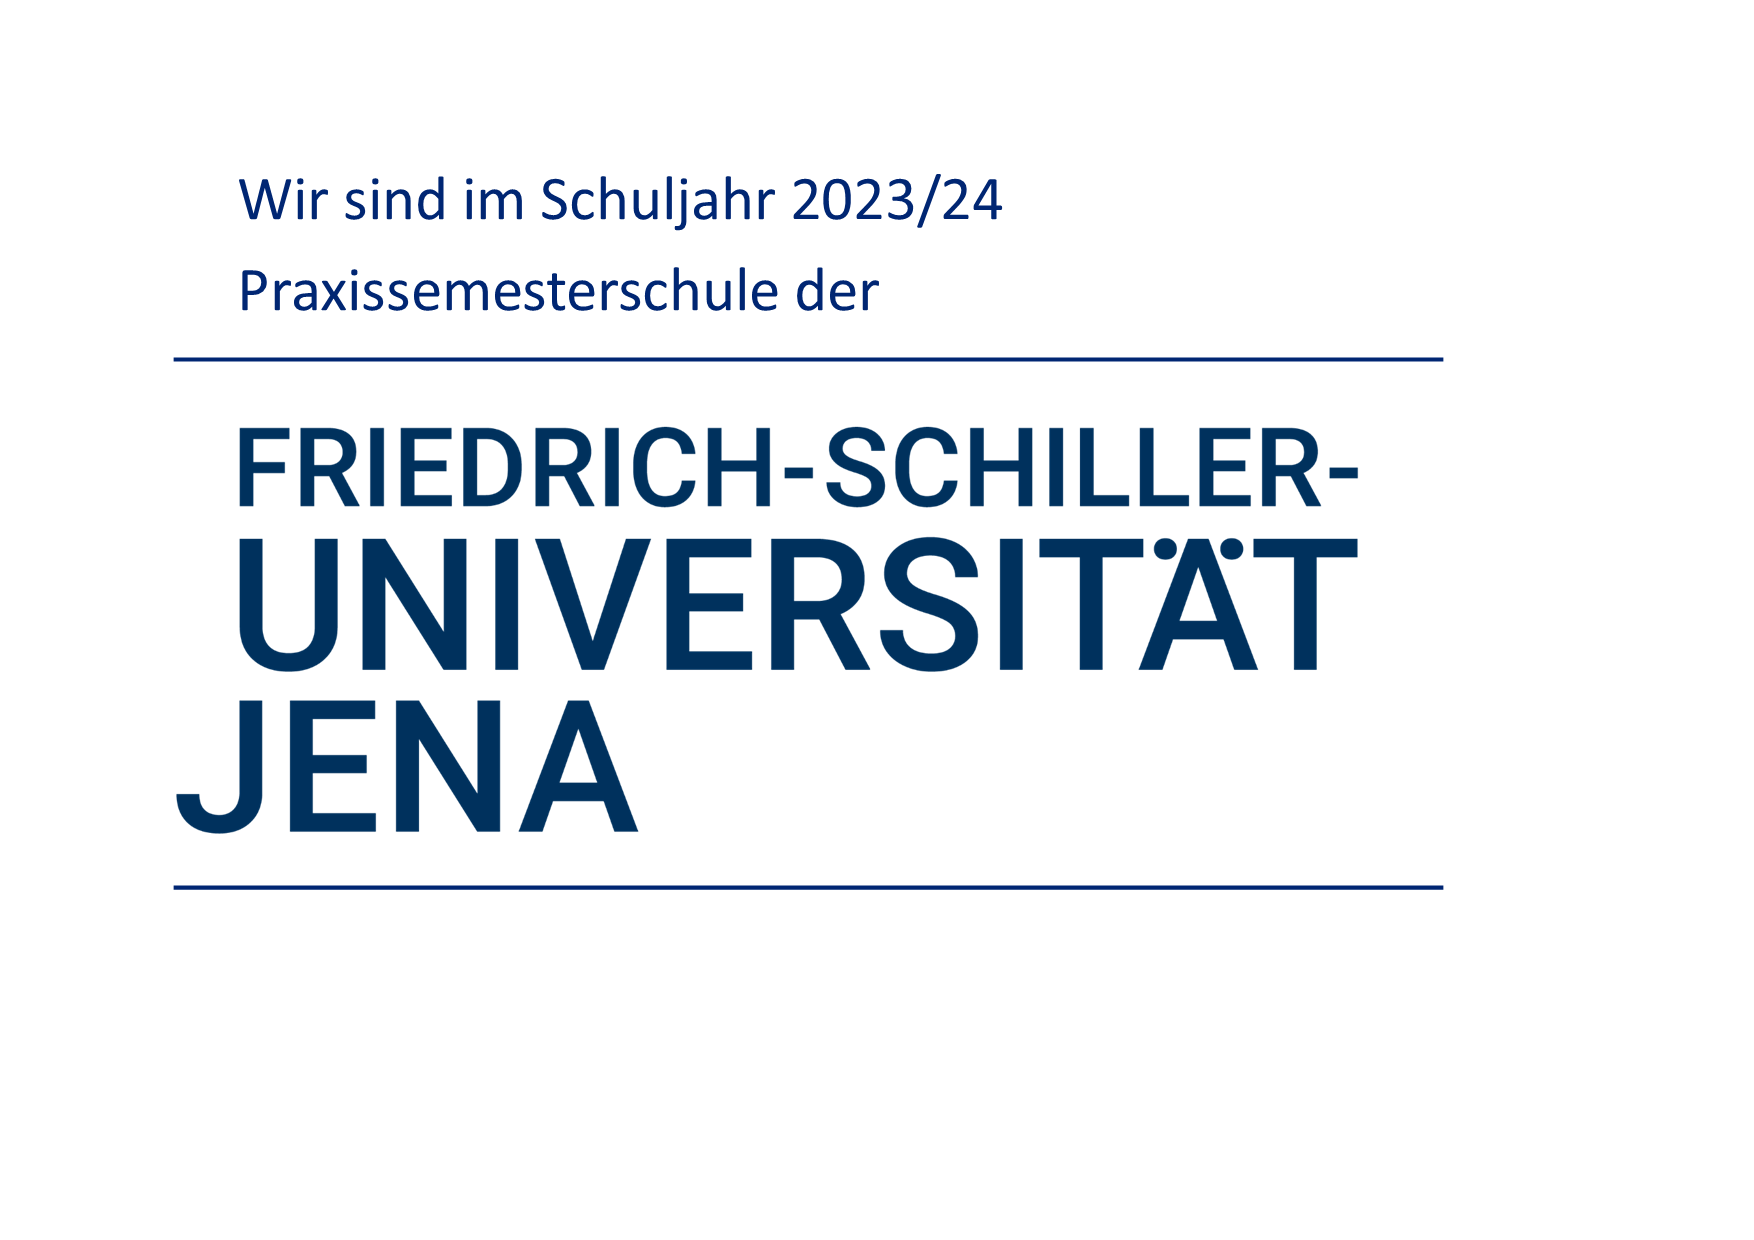 Wir sind im Schuljahr 2023/24
Praxissemesterschule der
FRIEDRICH-SCHILLER-
UNIVERSITÄT
JENA